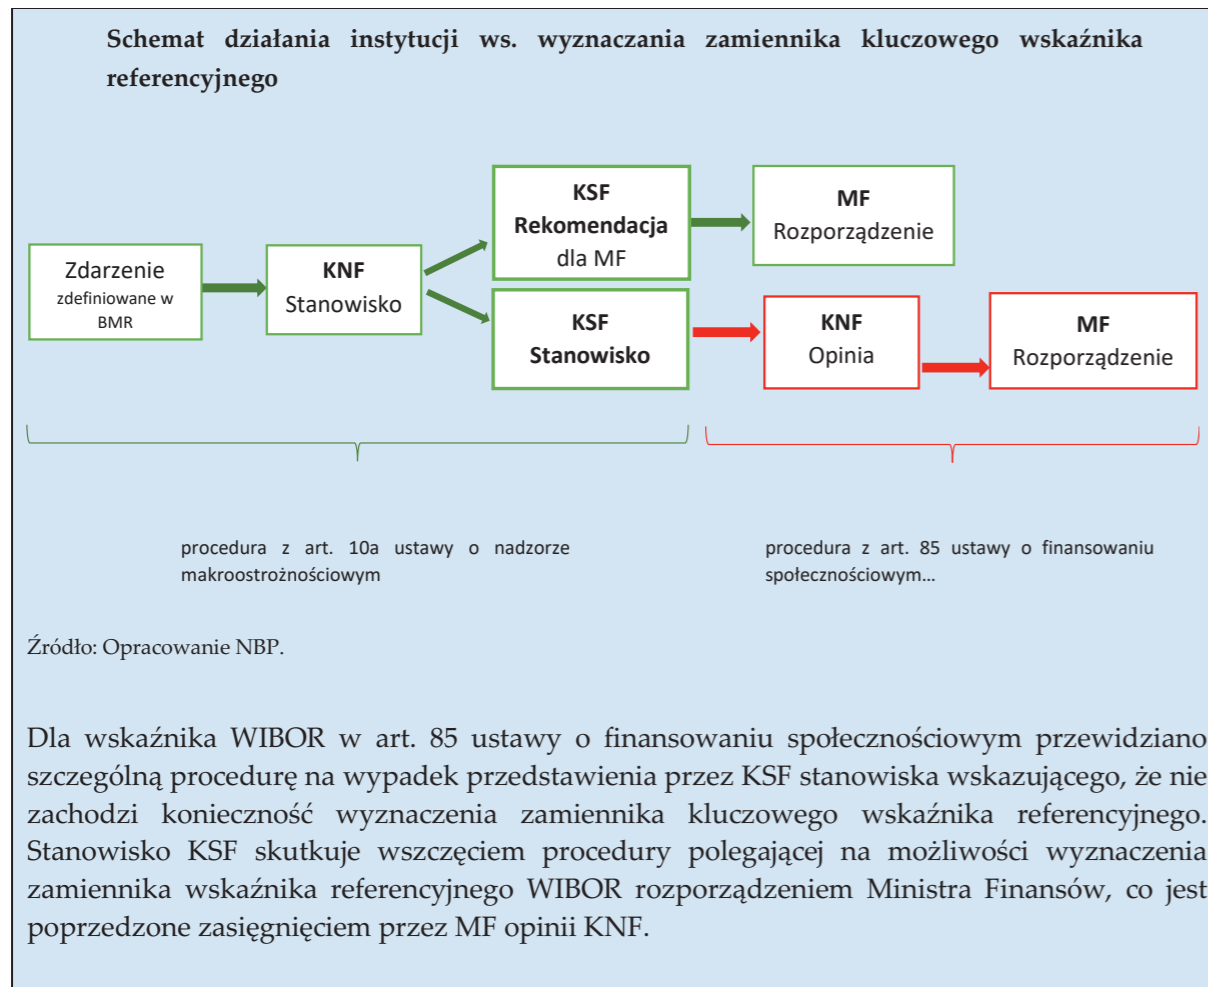 Schemat działania instytucji ws. wyznaczania zamiennika kluczowego wskaźnika
referencyjnego
Zdarzenie
zdefiniowane w
BMR
KNF
Stanowisko
KSF
Rekomendacja
dla MF
MF
Rozporządzenie
KSF
Stanowisko
KNF
Opinia
MF
Rozporządzenie
procedura z art. 10a ustawy o nadzorze
makroostrożnościowym
procedura z art. 85 ustawy o finansowaniu
społecznościowym…
Źródło: Opracowanie NBP.
Dla wskaźnika WIBOR w art. 85 ustawy o finansowaniu społecznościowym przewidziano
szczególną procedurę na wypadek przedstawienia przez KSF stanowiska wskazującego, że nie
zachodzi konieczność wyznaczenia zamiennika kluczowego wskaźnika referencyjnego.
Stanowisko KSF skutkuje wszczęciem procedury polegającej na możliwości wyznaczenia
zamiennika wskaźnika referencyjnego WIBOR rozporządzeniem Ministra Finansów, co jest
poprzedzone zasięgnięciem przez MF opinii KNF.